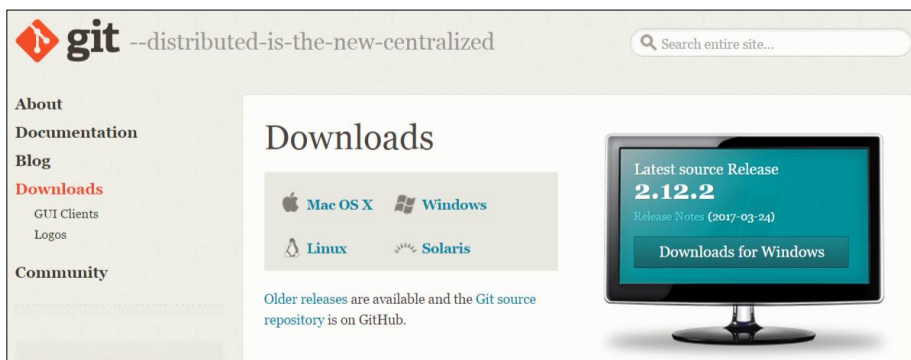 git --distributed-is-the-new-centralized
Search entire site...
About
Documentation
Blog
Downloads
GUI Clients
Logos
Community
Downloads
Mac OS X
Windows
Linux
Solaris
Older releases are available and the Git source
repository is on GitHub.
Latest source Release
2.12.2
Release Notes (2017-03-24)
Downloads for Windows